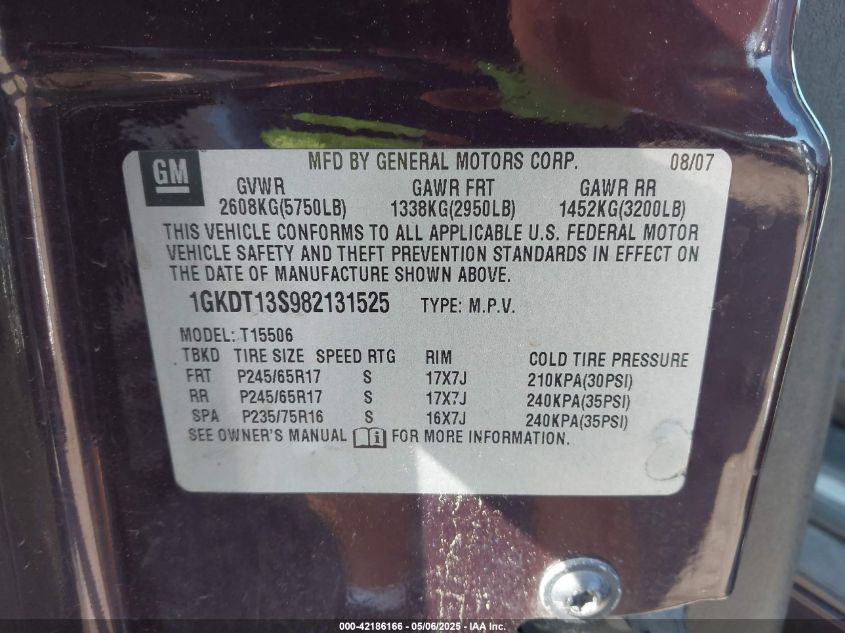 GM
MFD BY GENERAL MOTORS CORP. 08/07
GVWR GAWR FRT GAWR RR
2608KG(5750LB) 1338KG(2950LB) 1452KG(3200LB)
THIS VEHICLE CONFORMS TO ALL APPLICABLE U.S. FEDERAL MOTOR
VEHICLE SAFETY AND THEFT PREVENTION STANDARDS IN EFFECT ON
THE DATE OF MANUFACTURE SHOWN ABOVE.
1GKDT13S982131525 TYPE: M.P.V.
MODEL: T15506
TBKD TIRE SIZE SPEED RTG RIM COLD TIRE PRESSURE
FRT P245/65R17 S 17X7J 210KPA(30PSI)
RR P245/65R17 S 17X7J 240KPA(35PSI)
SPA P235/75R16 S 16X7J 240KPA(35PSI)
SEE OWNER'S MANUAL FOR MORE INFORMATION.
000-42186166 - 05/06/2025 - IAA Inc.